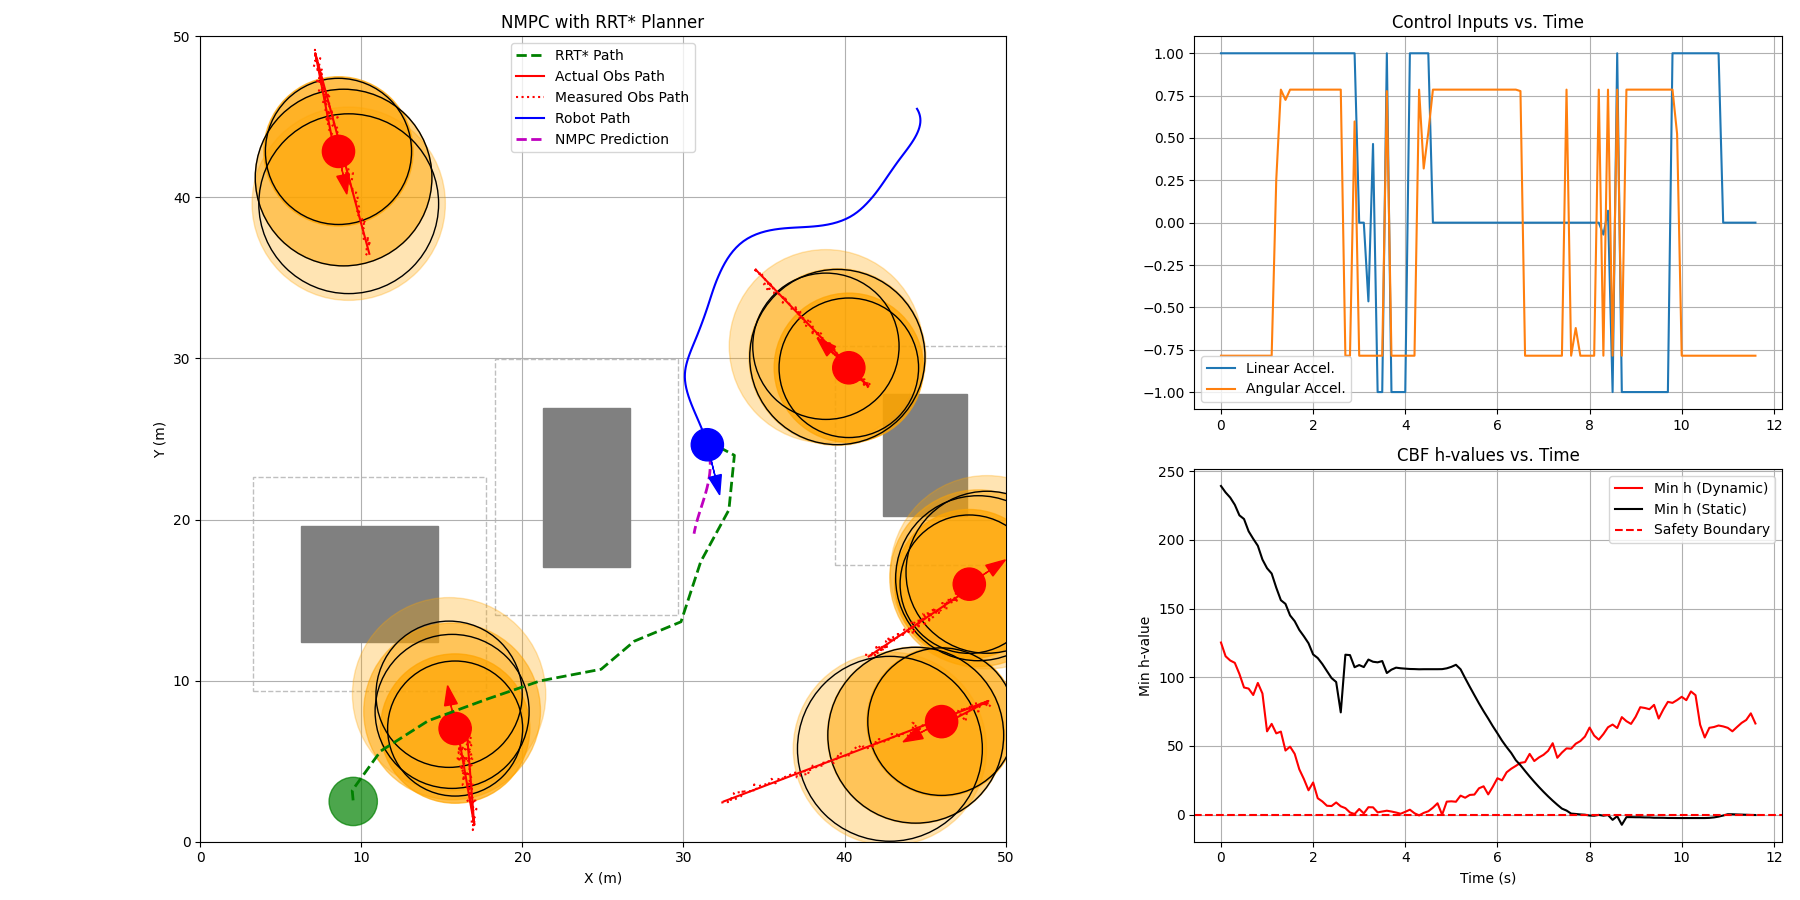 NMPC with RRT* Planner
50
40
30
20
10
0
Y (m)
0
10
20
30
40
50
X (m)
RRT* Path
Actual Obs Path
Measured Obs Path
Robot Path
NMPC Prediction
Control Inputs vs. Time
1.00
0.75
0.50
0.25
0.00
−0.25
−0.50
−0.75
−1.00
Linear Accel.
Angular Accel.
0
2
4
6
8
10
12
CBF h-values vs. Time
250
200
150
100
50
0
Min h-value
Min h (Dynamic)
Min h (Static)
Safety Boundary
0
2
4
6
8
10
12
Time (s)